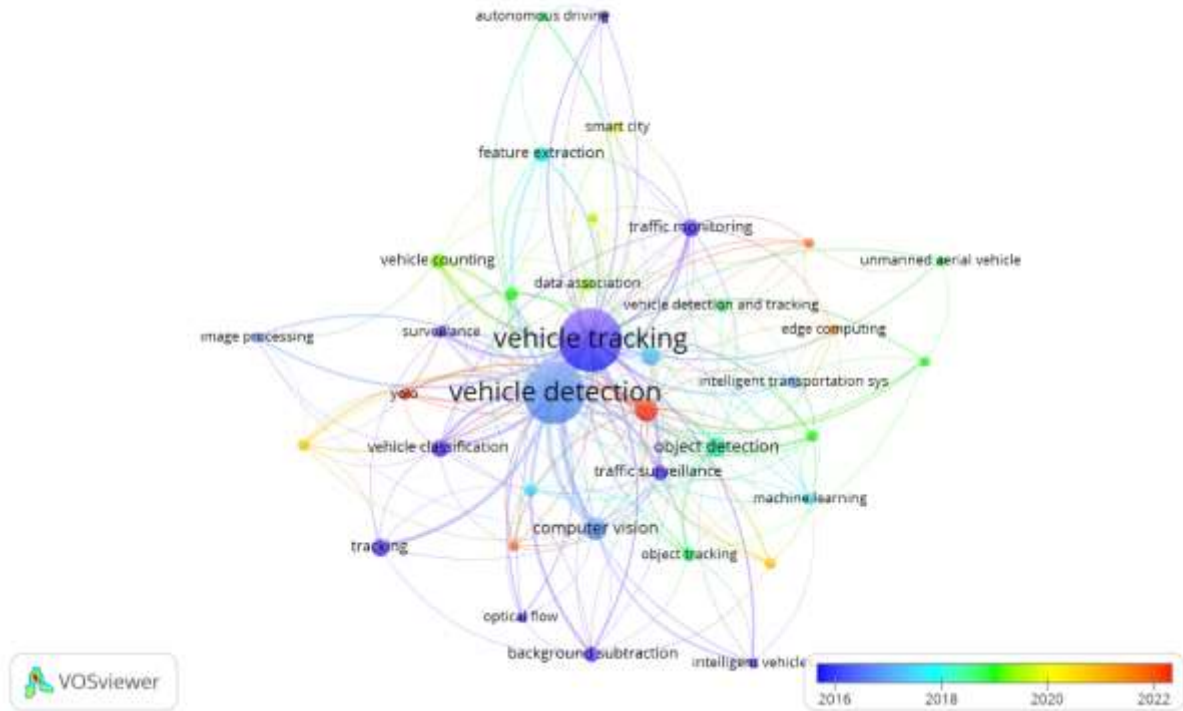 autonomous driving
smart city
feature extraction
traffic monitoring
vehicle counting
unmanned aerial vehicle
data association
vehicle detection and tracking
surveillance
edge computing
image processing
vehicle tracking
intelligent transportation sys
vehicle detection
yolo
vehicle classification
object detection
traffic surveillance
machine learning
computer vision
tracking
object tracking
optical flow
background subtraction
intelligent vehicle
VOSviewer
2016 2018 2020 2022